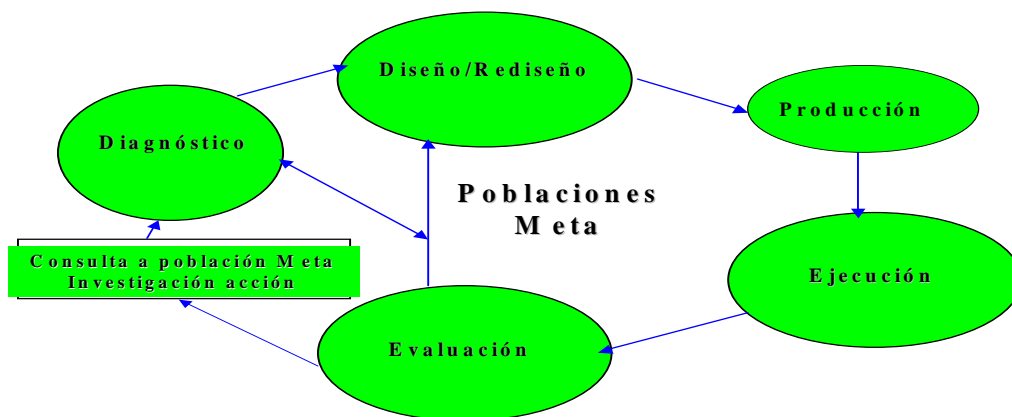 Diseño/Rediseño
Producción
Diagnóstico
Poblaciones
Meta
Consulta a población Meta
Investigación acción
Ejecución
Evaluación